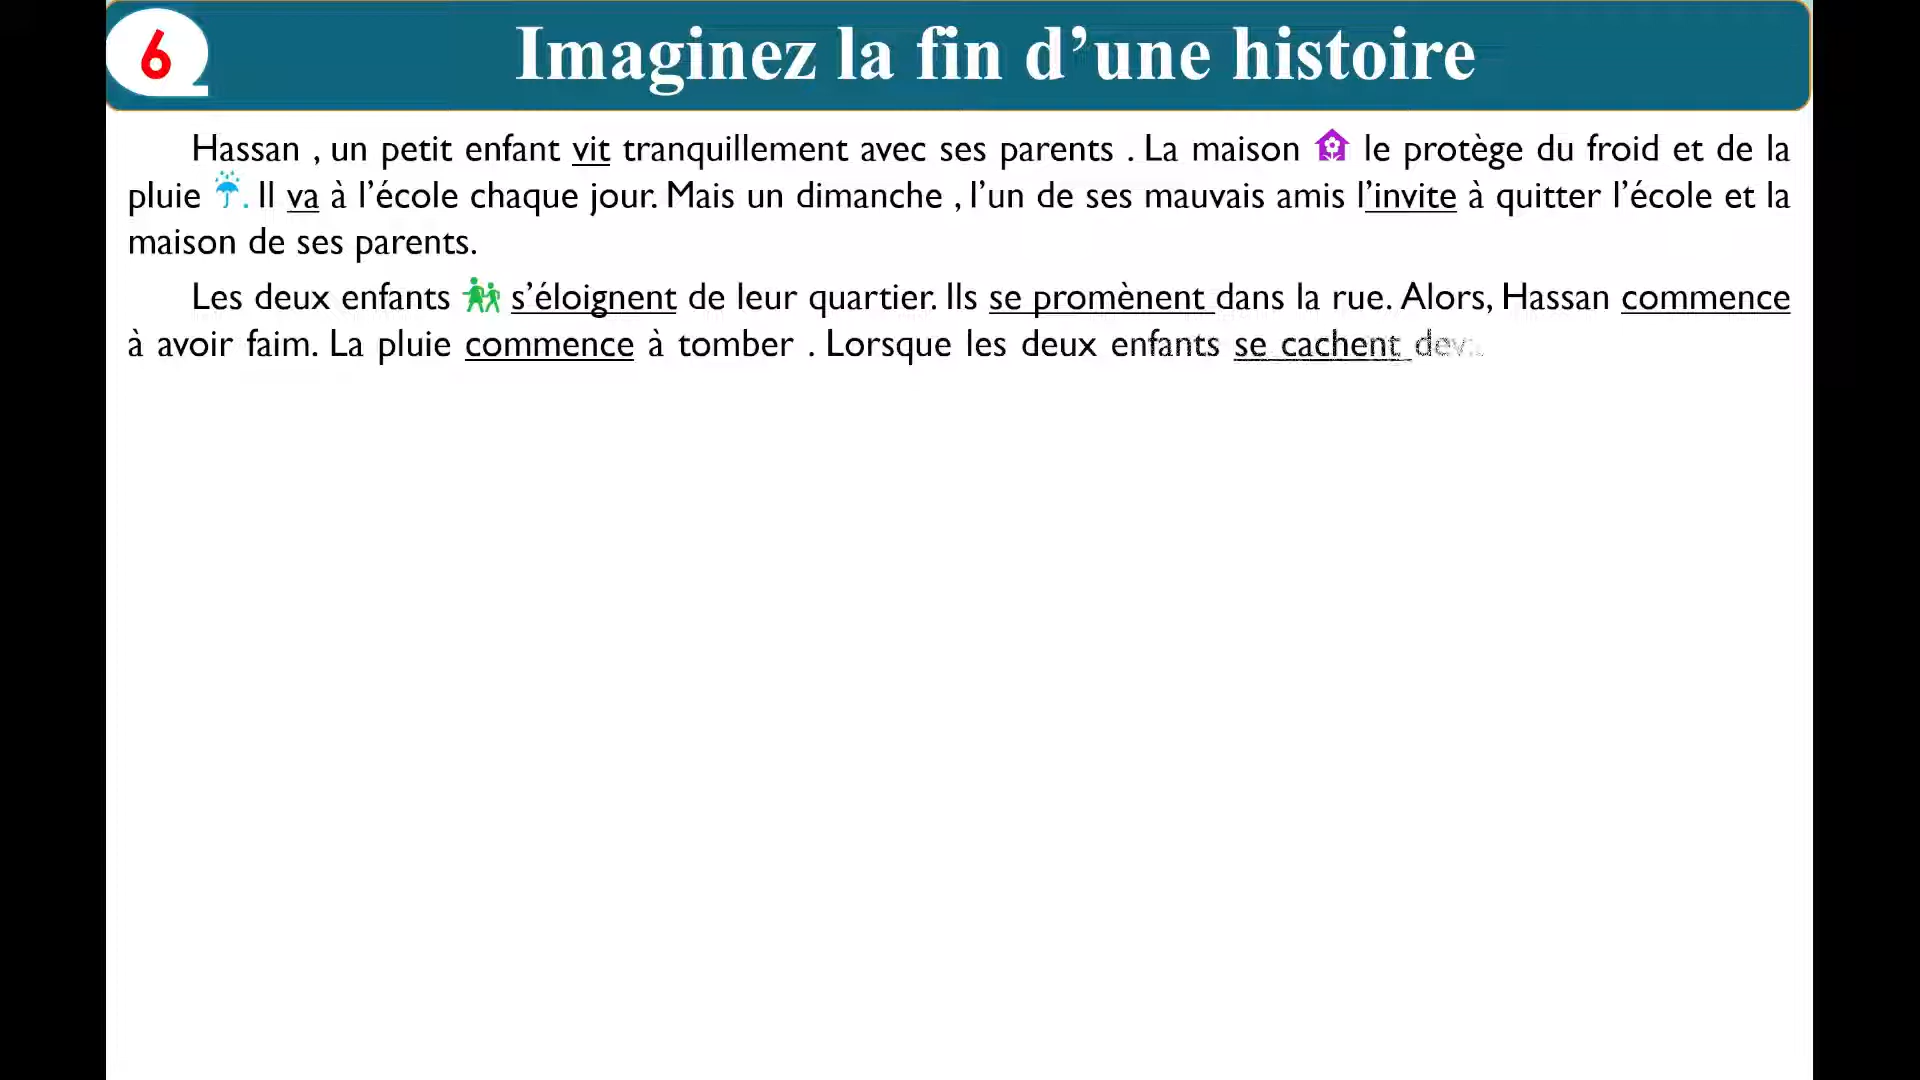 6
Imaginez la fin d’une histoire
Hassan , un petit enfant vit tranquillement avec ses parents . La maison le protège du froid et de la
pluie . Il va à l’école chaque jour. Mais un dimanche , l’un de ses mauvais amis l’invite à quitter l’école et la
maison de ses parents.
Les deux enfants s’éloignent de leur quartier. Ils se promènent dans la rue. Alors, Hassan commence
à avoir faim. La pluie commence à tomber . Lorsque les deux enfants se cachent